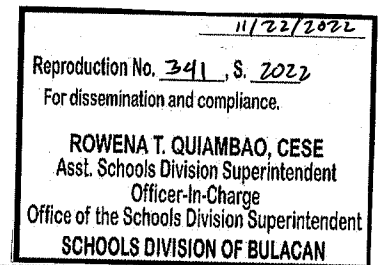 11/22/2022
Reproduction No. 341, S. 2022
For dissemination and compliance.
ROWENA T. QUIAMBAO, CESE
Asst. Schools Division Superintendent
Officer-In-Charge
Office of the Schools Division Superintendent
SCHOOLS DIVISION OF BULACAN